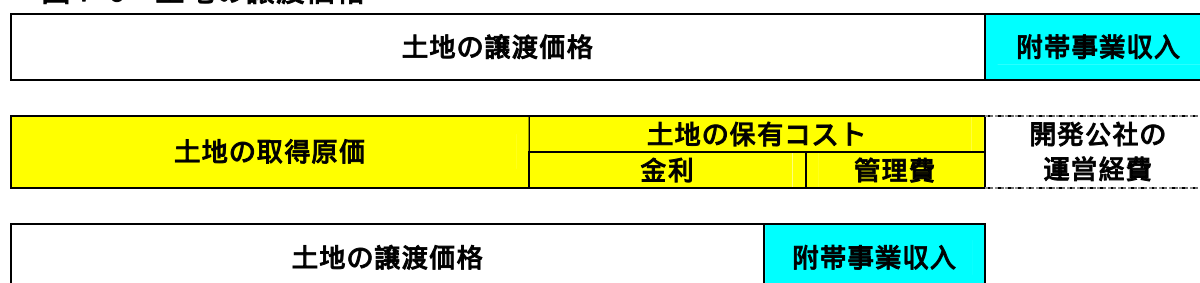 土地の譲渡価格
附帯事業収入
土地の取得原価
土地の保有コスト
金利
管理費
開発公社の
運営経費
土地の譲渡価格
附帯事業収入